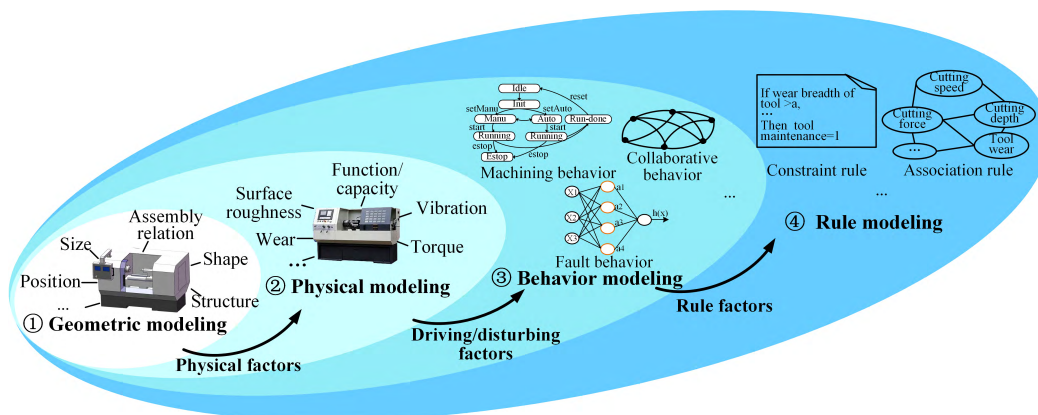 Size
Assembly
relation
Shape
Position
Structure
...
① Geometric modeling
Physical factors
Function/
capacity
Surface
roughness
Vibration
Wear
Torque
...
② Physical modeling
Driving/disturbing
factors
Idle
reset
Init
setManu
setAuto
Manu
Auto
Run-done
start
start
Running
Running
estop
estop
Estop
Machining behavior
Collaborative
behavior
X1
X2
X3
a1
a2
a3
a4
h(x)
Fault behavior
...
③ Behavior modeling
Rule factors
If wear breadth of
tool >a,
...
Then tool
maintenance=1
Constraint rule
Cutting
speed
Cutting
force
Cutting
depth
...
Tool
wear
Association rule
...
④ Rule modeling